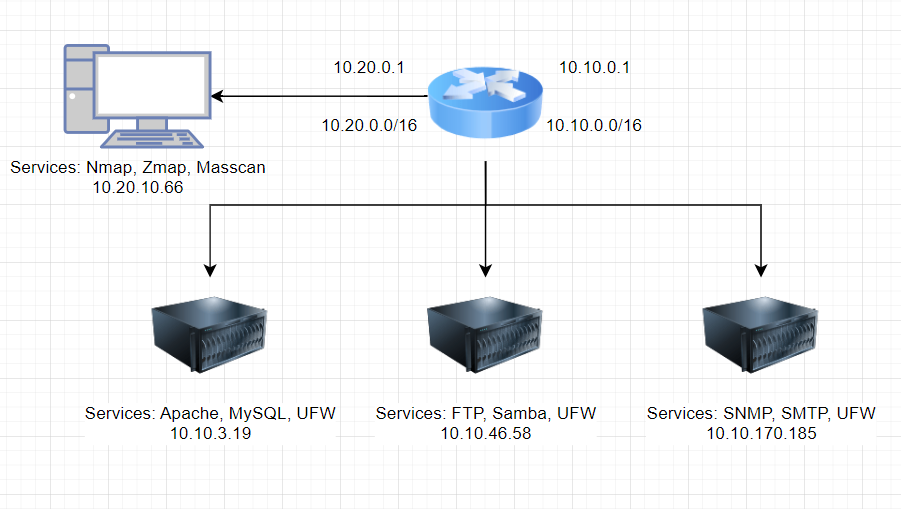 10.20.0.1
10.10.0.1
10.20.0.0/16
10.10.0.0/16
Services: Nmap, Zmap, Masscan
10.20.10.66
Services: Apache, MySQL, UFW
10.10.3.19
Services: FTP, Samba, UFW
10.10.46.58
Services: SNMP, SMTP, UFW
10.10.170.185